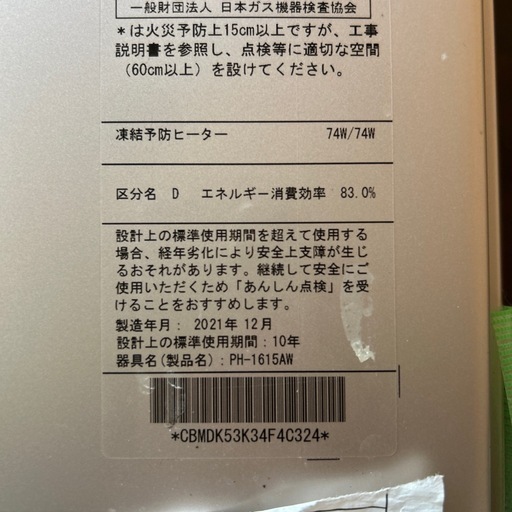 一般財団法人 日本ガス機器検査協会
*は火災予防上15cm以上ですが、工事
説明書を参照し、点検等に適切な空間
(60cm以上)を設けてください。
凍結予防ヒーター 74W/74W
区分名 D エネルギー消費効率 83.0%
設計上の標準使用期間を超えて使用する
場合、経年劣化により安全上支障が生じ
るおそれがあります。継続して安全にご
使用いただくため「あんしん点検」を受
けることをおすすめします。
製造年月: 2021年 12月
設計上の標準使用期間:10年
器具名(製品名): PH-1615AW
*CBMDK53K34F4C324*